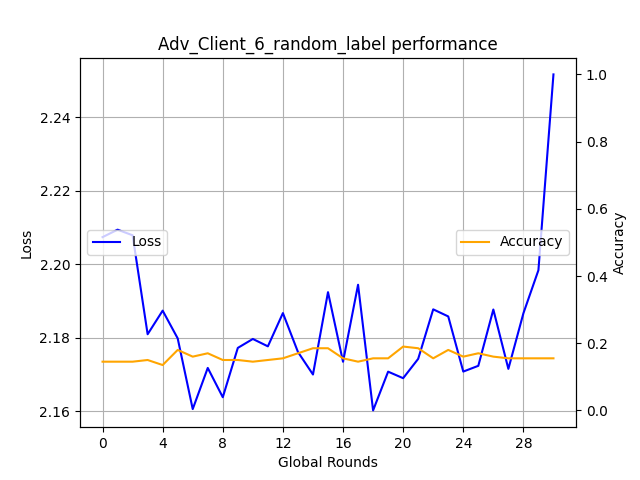 Adv_Client_6_random_label performance
Loss
2.24
2.22
2.20
2.18
2.16
Loss
Accuracy
1.0
0.8
0.6
0.4
0.2
0.0
Accuracy
0 4 8 12 16 20 24 28
Global Rounds